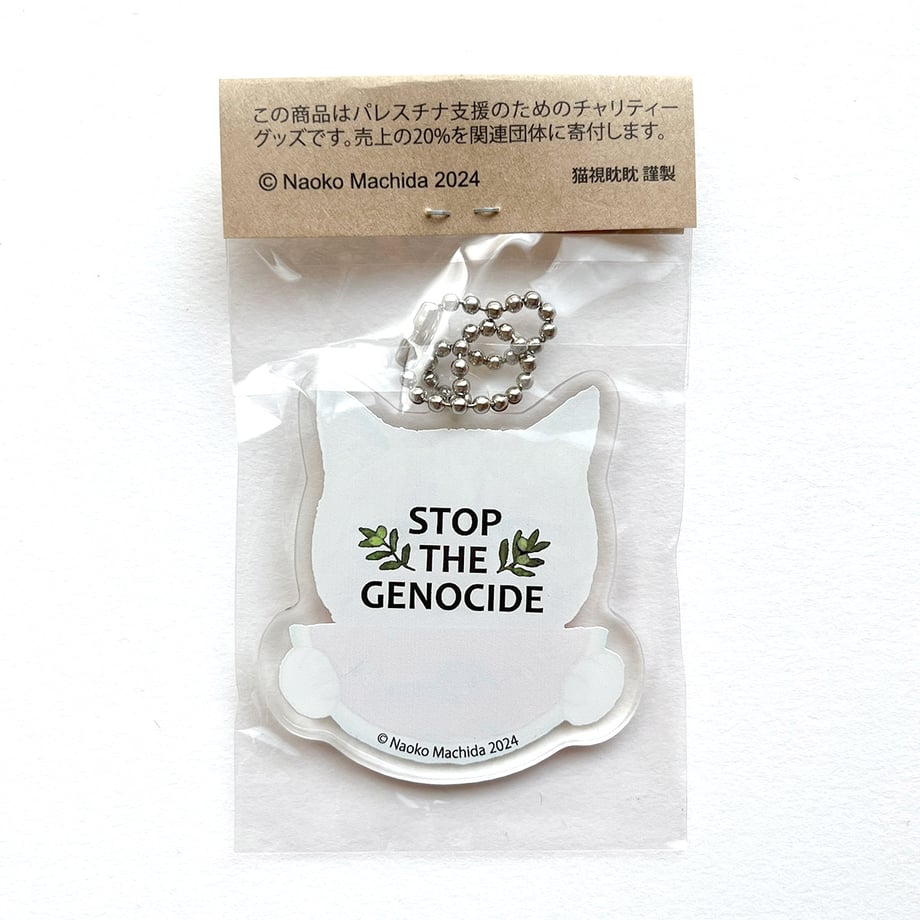 この商品はパレスチナ支援のためのチャリティー
グッズです。売上の20%を関連団体に寄付します。
© Naoko Machida 2024
猫視眈眈 謹製
STOP
THE
GENOCIDE
© Naoko Machida 2024